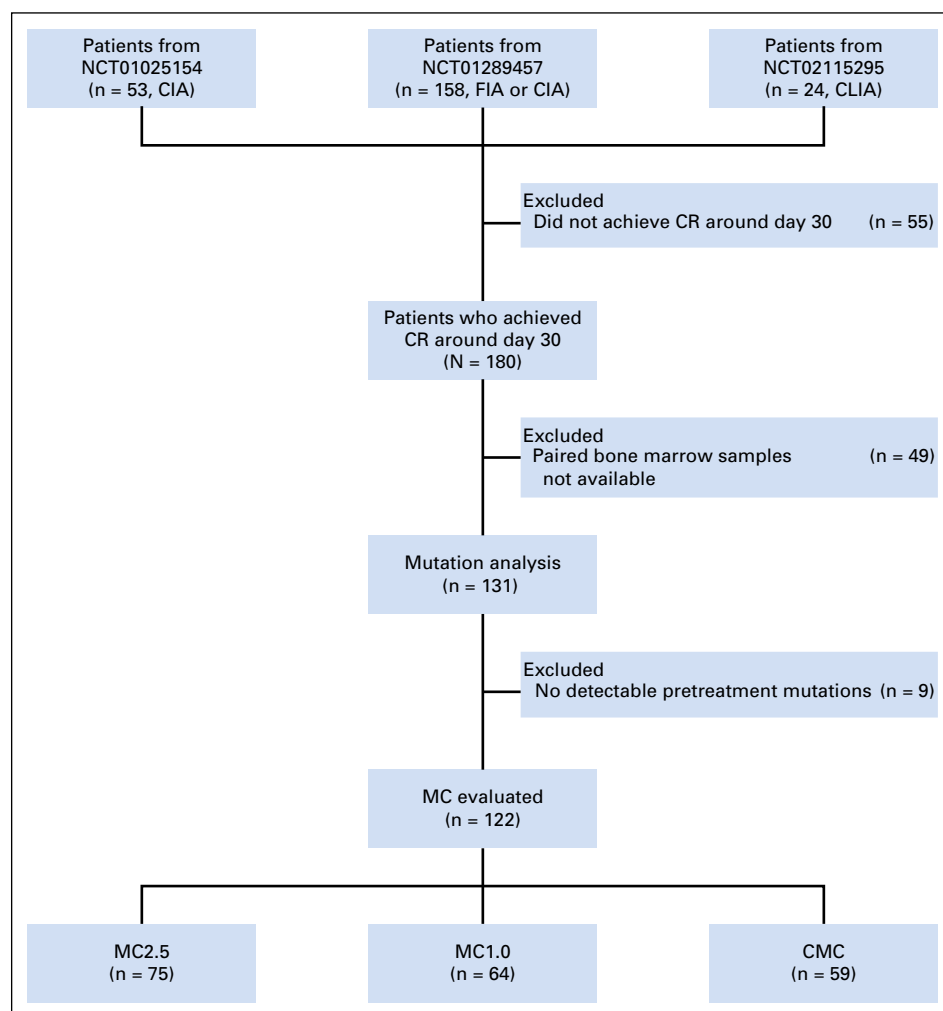 Patients from
NCT01025154
(n = 53, CIA)
Patients from
NCT01289457
(n = 158, FIA or CIA)
Patients from
NCT02115295
(n = 24, CLIA)
Excluded
Did not achieve CR around day 30 (n = 55)
Patients who achieved
CR around day 30
(N = 180)
Excluded
Paired bone marrow samples (n = 49)
not available
Mutation analysis
(n = 131)
Excluded
No detectable pretreatment mutations (n = 9)
MC evaluated
(n = 122)
MC2.5
(n = 75)
MC1.0
(n = 64)
CMC
(n = 59)